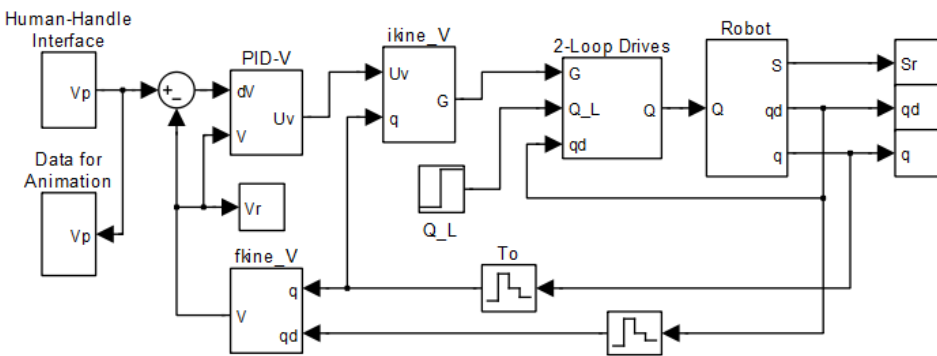 Human-Handle
Interface
Vp
Data for
Animation
Vp
+
-
PID-V
dV
V
Uv
Vr
fkine_V
q
V
qd
ikine_V
Uv
G
q
Q_L
2-Loop Drives
G
Q_L
Q
qd
To
Robot
S
Q
qd
q
Sr
qd
q